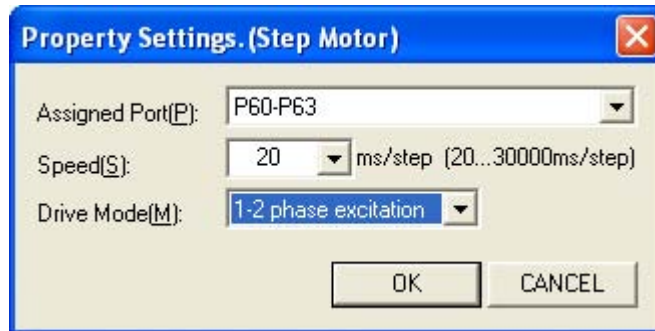 Property Settings.(Step Motor)
Assigned Port(P): P60-P63
Speed(S): 20 ms/step (20...30000ms/step)
Drive Mode(M): 1-2 phase excitation
OK CANCEL